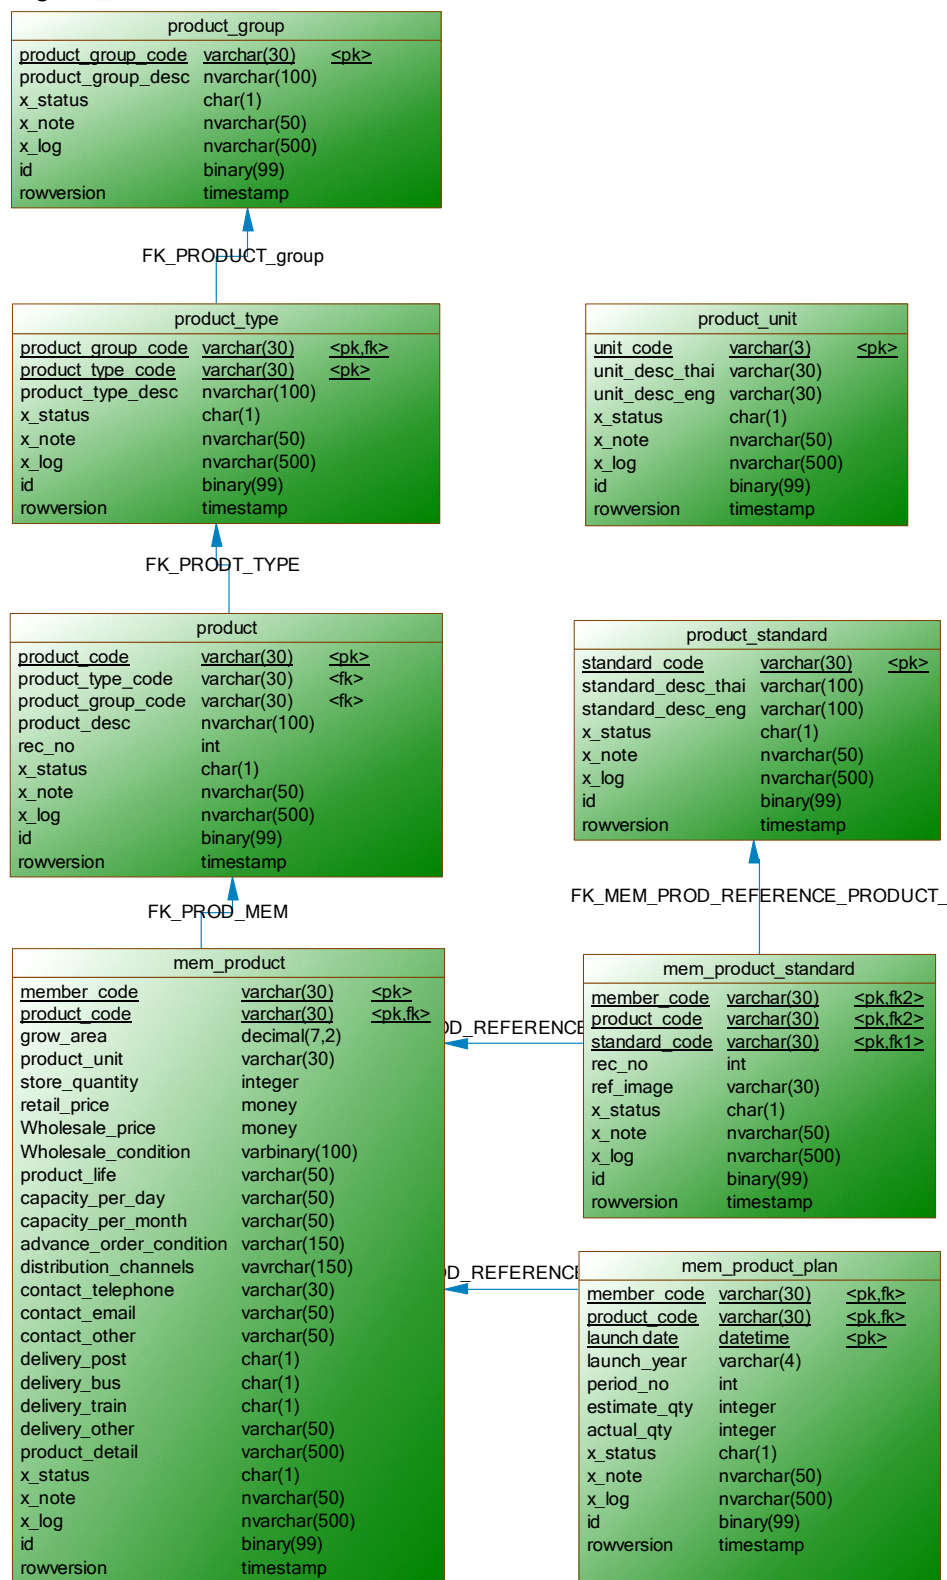 product_group
product_group_code varchar(30) <pk>
product_group_desc nvarchar(100)
x_status char(1)
x_note nvarchar(50)
x_log nvarchar(500)
id binary(99)
rowversion timestamp
FK_PRODUCT_group
product_type
product_group_code varchar(30) <pk,fk>
product_type_code varchar(30) <pk>
product_type_desc nvarchar(100)
x_status char(1)
x_note nvarchar(50)
x_log nvarchar(500)
id binary(99)
rowversion timestamp
product_unit
unit_code varchar(3) <pk>
unit_desc_thai varchar(30)
unit_desc_eng varchar(30)
x_status char(1)
x_note nvarchar(50)
x_log nvarchar(500)
id binary(99)
rowversion timestamp
FK_PRODT_TYPE
product
product_code varchar(30) <pk>
product_type_code varchar(30) <fk>
product_group_code varchar(30) <fk>
product_desc nvarchar(100)
rec_no int
x_status char(1)
x_note nvarchar(50)
x_log nvarchar(500)
id binary(99)
rowversion timestamp
product_standard
standard_code varchar(30) <pk>
standard_desc_thai varchar(100)
standard_desc_eng varchar(100)
x_status char(1)
x_note nvarchar(50)
x_log nvarchar(500)
id binary(99)
rowversion timestamp
FK_PROD_MEM
FK_MEM_PROD_REFERENCE_PRODUCT_
mem_product
member_code varchar(30) <pk>
product_code varchar(30) <pk,fk>
grow_area decimal(7,2)
product_unit varchar(30)
store_quantity integer
retail_price money
Wholesale_price money
Wholesale_condition varbinary(100)
product_life varchar(50)
capacity_per_day varchar(50)
capacity_per_month varchar(50)
advance_order_condition varchar(150)
distribution_channels vavrchar(150)
contact_telephone varchar(30)
contact_email varchar(50)
contact_other varchar(50)
delivery_post char(1)
delivery_bus char(1)
delivery_train char(1)
delivery_other varchar(50)
product_detail varchar(500)
x_status char(1)
x_note nvarchar(50)
x_log nvarchar(500)
id binary(99)
rowversion timestamp
D_REFERENCE
mem_product_standard
member_code varchar(30) <pk,fk2>
product_code varchar(30) <pk,fk2>
standard_code varchar(30) <pk,fk1>
rec_no int
ref_image varchar(30)
x_status char(1)
x_note nvarchar(50)
x_log nvarchar(500)
id binary(99)
rowversion timestamp
D_REFERENCE
mem_product_plan
member_code varchar(30) <pk,fk>
product_code varchar(30) <pk,fk>
launch date datetime <pk>
launch_year varchar(4)
period_no int
estimate_qty integer
actual_qty integer
x_status char(1)
x_note nvarchar(50)
x_log nvarchar(500)
id binary(99)
rowversion timestamp